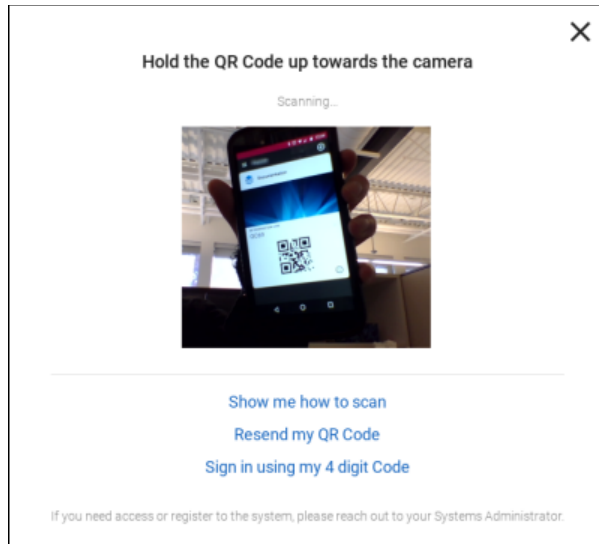 Hold the QR Code up towards the camera
Scanning...
Documentation
Show me how to scan
Resend my QR Code
Sign in using my 4 digit Code
If you need access or register to the system, please reach out to your Systems Administrator.